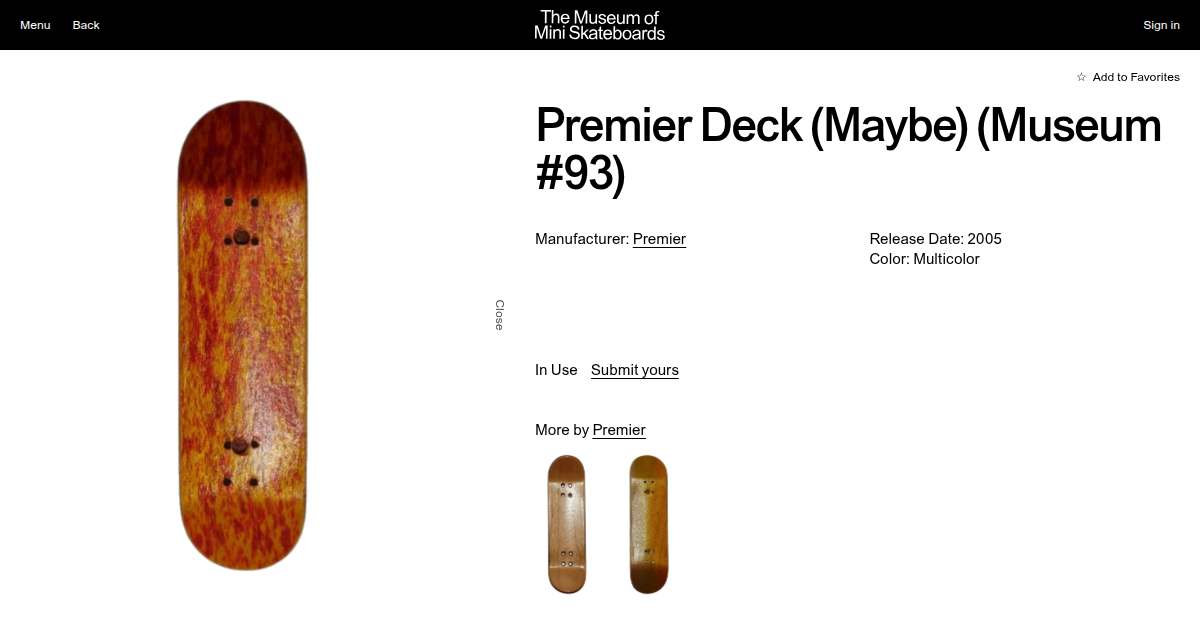 Menu
Back
The Museum of
Mini Skateboards
Sign in
☆ Add to Favorites
Premier Deck (Maybe) (Museum
#93)
Manufacturer: Premier
Release Date: 2005
Color: Multicolor
Close
In Use Submit yours
More by Premier